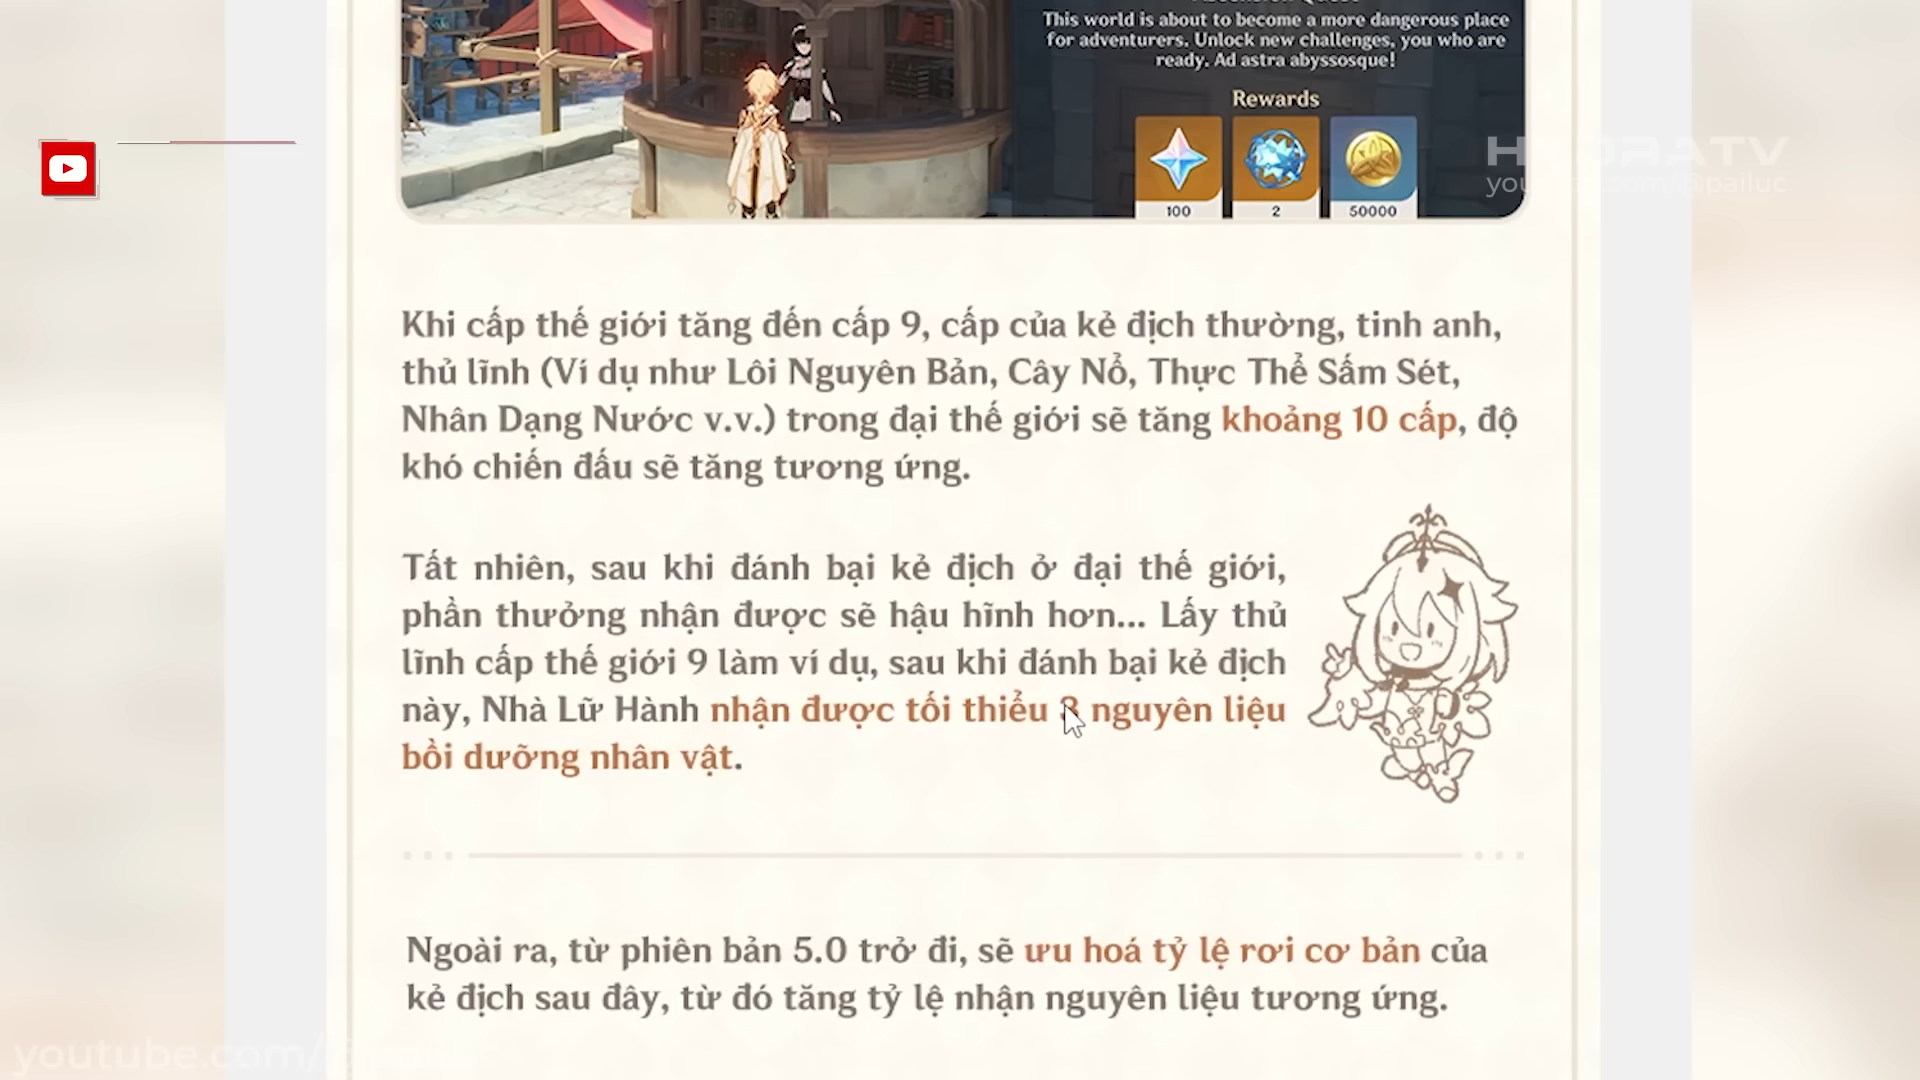 This world is about to become a more dangerous place
for adventurers. Unlock new challenges, you who are
ready. Ad astra abyssosque!
Rewards
100
2
50000
Khi cấp thế giới tăng đến cấp 9, cấp của kẻ địch thường, tinh anh,
thủ lĩnh (Ví dụ như Lôi Nguyên Bản, Cây Nổ, Thực Thể Sấm Sét,
Nhân Dạng Nước v.v.) trong đại thế giới sẽ tăng khoảng 10 cấp, độ
khó chiến đấu sẽ tăng tương ứng.
Tất nhiên, sau khi đánh bại kẻ địch ở đại thế giới,
phần thưởng nhận được sẽ hậu hĩnh hơn... Lấy thủ
lĩnh cấp thế giới 9 làm ví dụ, sau khi đánh bại kẻ địch
này, Nhà Lữ Hành nhận được tối thiểu nguyên liệu
bồi dưỡng nhân vật.
Ngoài ra, từ phiên bản 5.0 trở đi, sẽ ưu hoá tỷ lệ rơi cơ bản của
kẻ địch sau đây, từ đó tăng tỷ lệ nhận nguyên liệu tương ứng.
youtube.com/